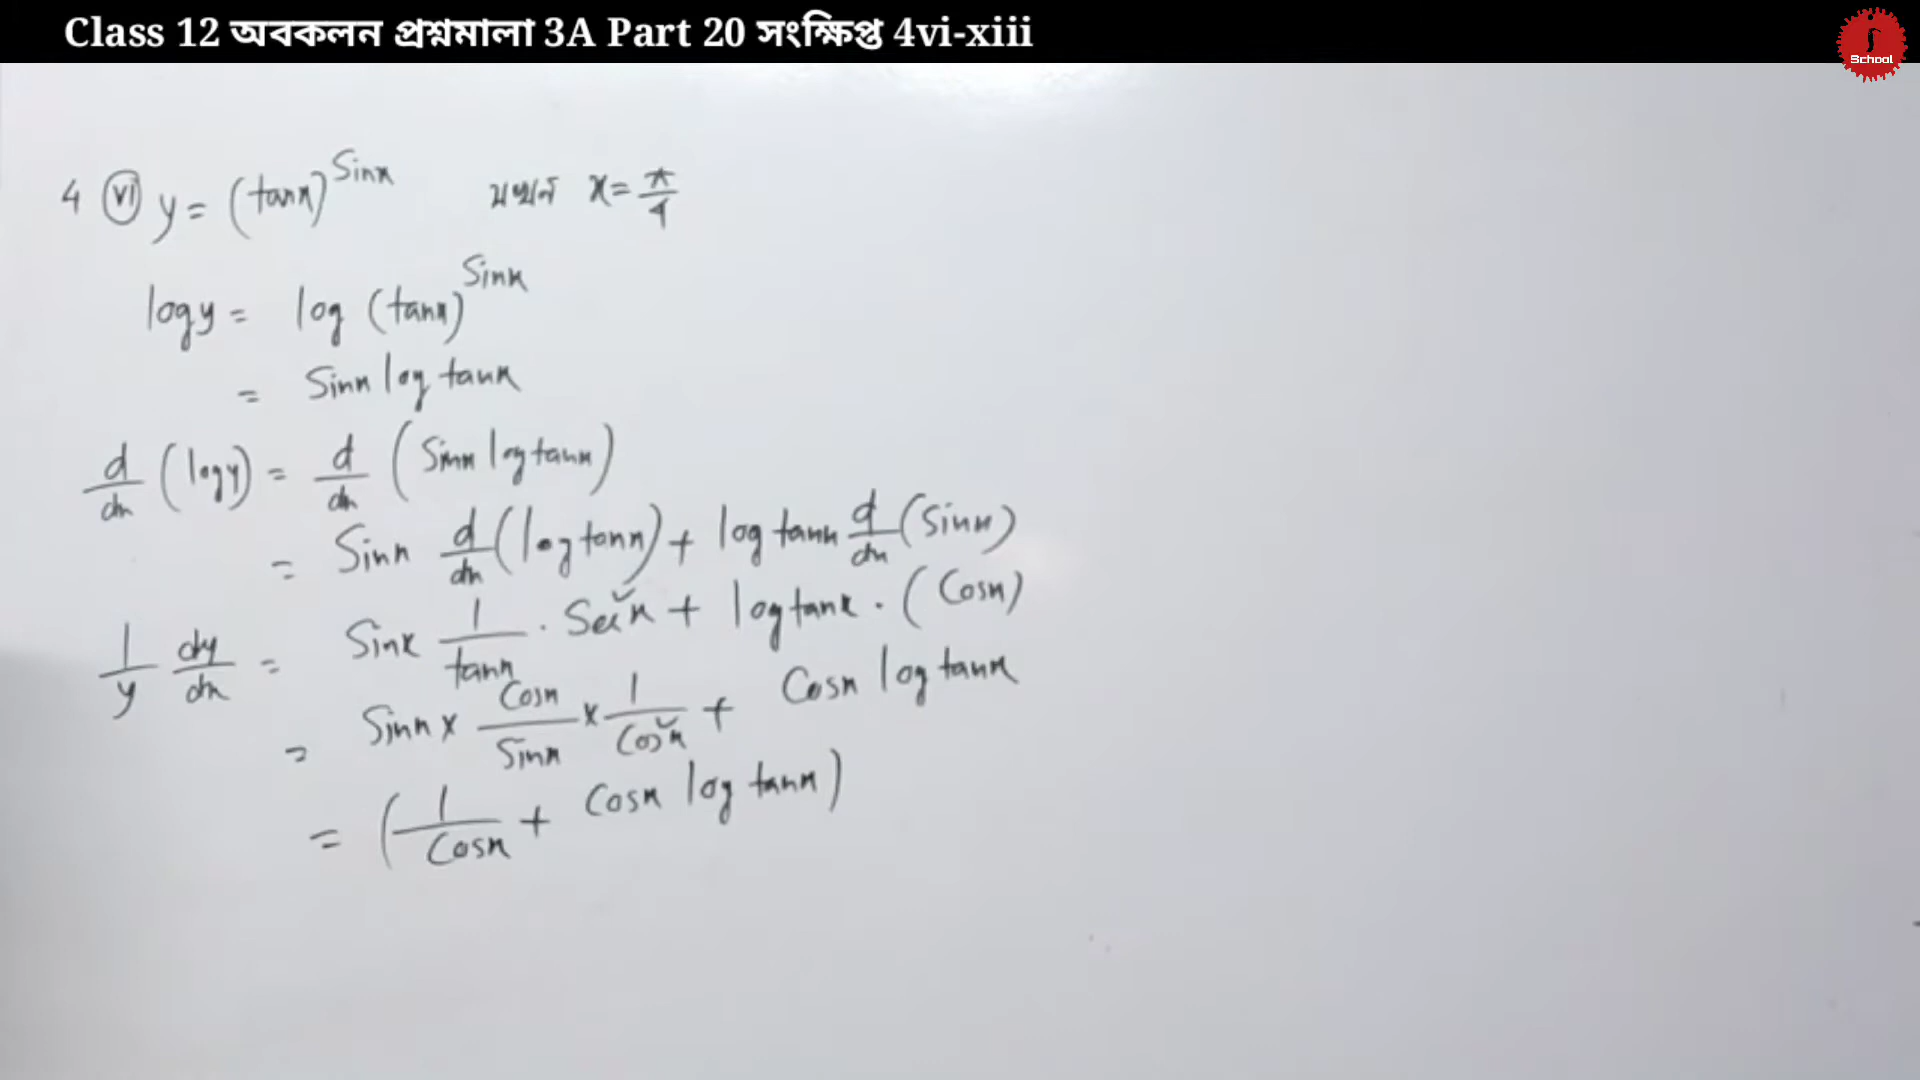 Class 12 অবকলন প্রশ্নমালা 3A Part 20 সংক্ষিপ্ত 4vi-xiii
School
4 (vi) y = (tanx)^Sinx যখন x = π/4
log y = log (tanx)^Sinx
= Sinx log tanx
d/dx (log y) = d/dx (Sinx log tanx)
= Sinx d/dx (log tanx) + log tanx d/dx (Sinx)
1/y dy/dx = Sinx 1/tanx · Sec²x + log tanx · (Cosx)
= Sinx × Cosx/Sinx × 1/Cos²x + Cosx log tanx
= (1/Cosx + Cosx log tanx)